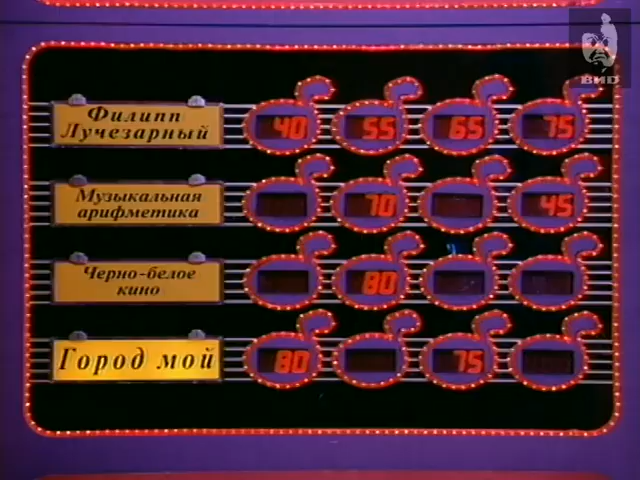 ВИD
Филипп
Лучезарный
40 55 65 75
Музыкальная
арифметика
70 45
Черно-белое
кино
80
Город мой
80 75